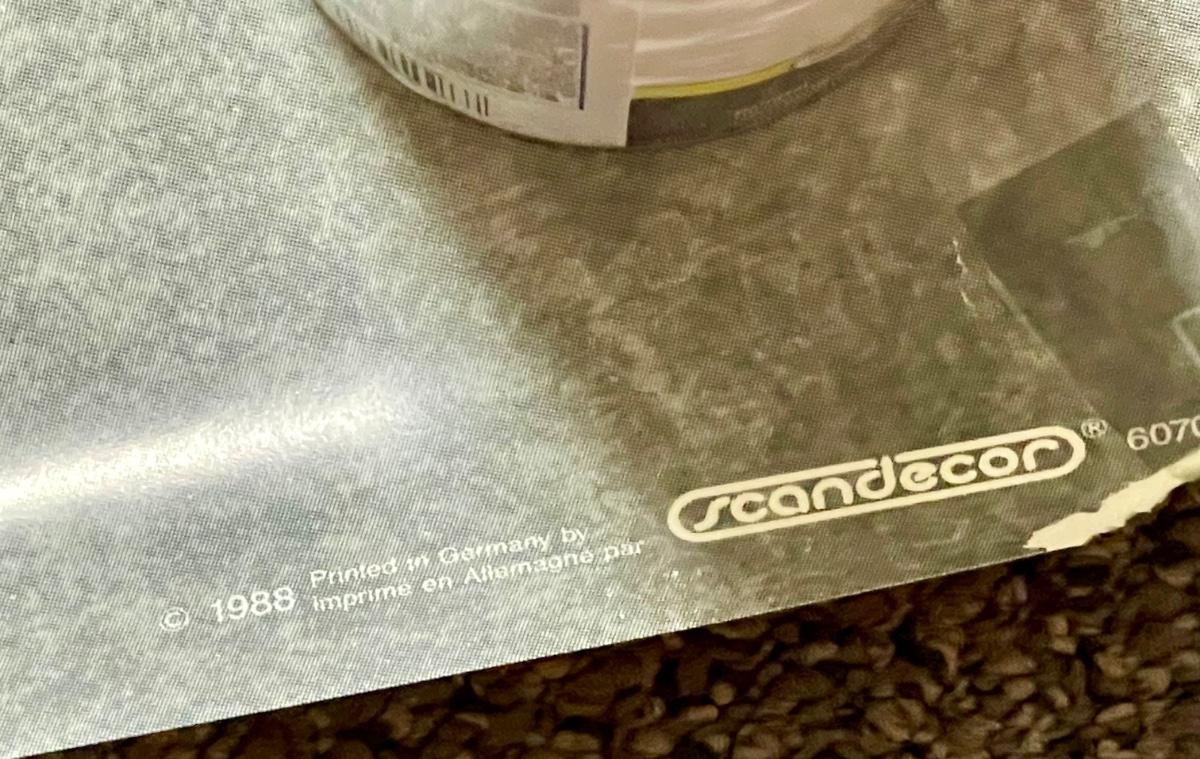 scandecor® 6070
© 1988 Printed in Germany by
Imprimé en Allemagne par